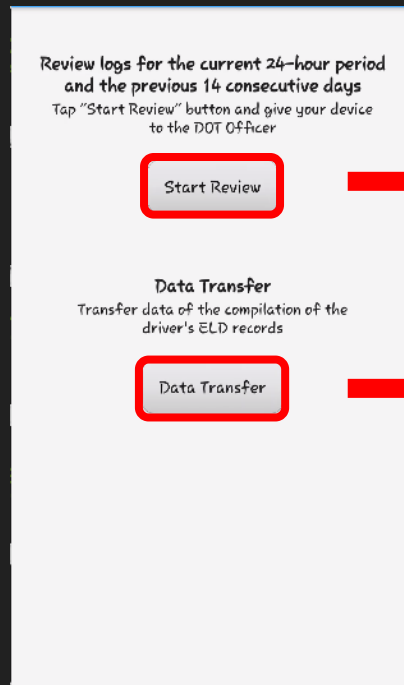 Review logs for the current 24-hour period
and the previous 14 consecutive days
Tap "Start Review" button and give your device
to the DOT Officer
Start Review
Data Transfer
Transfer data of the compilation of the
driver's ELD records
Data Transfer